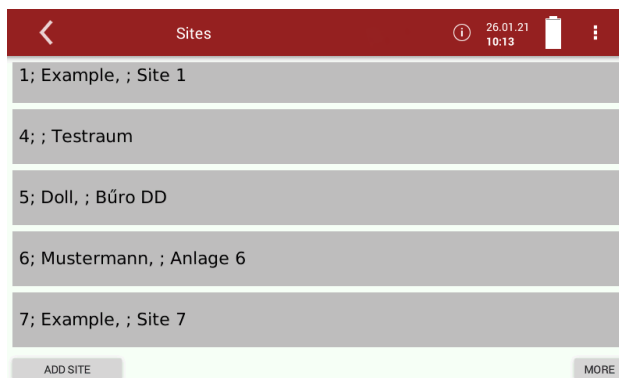 Sites
26.01.21
10:13
1; Example, ; Site 1
4; ; Testraum
5; Doll, ; Bűro DD
6; Mustermann, ; Anlage 6
7; Example, ; Site 7
ADD SITE
MORE